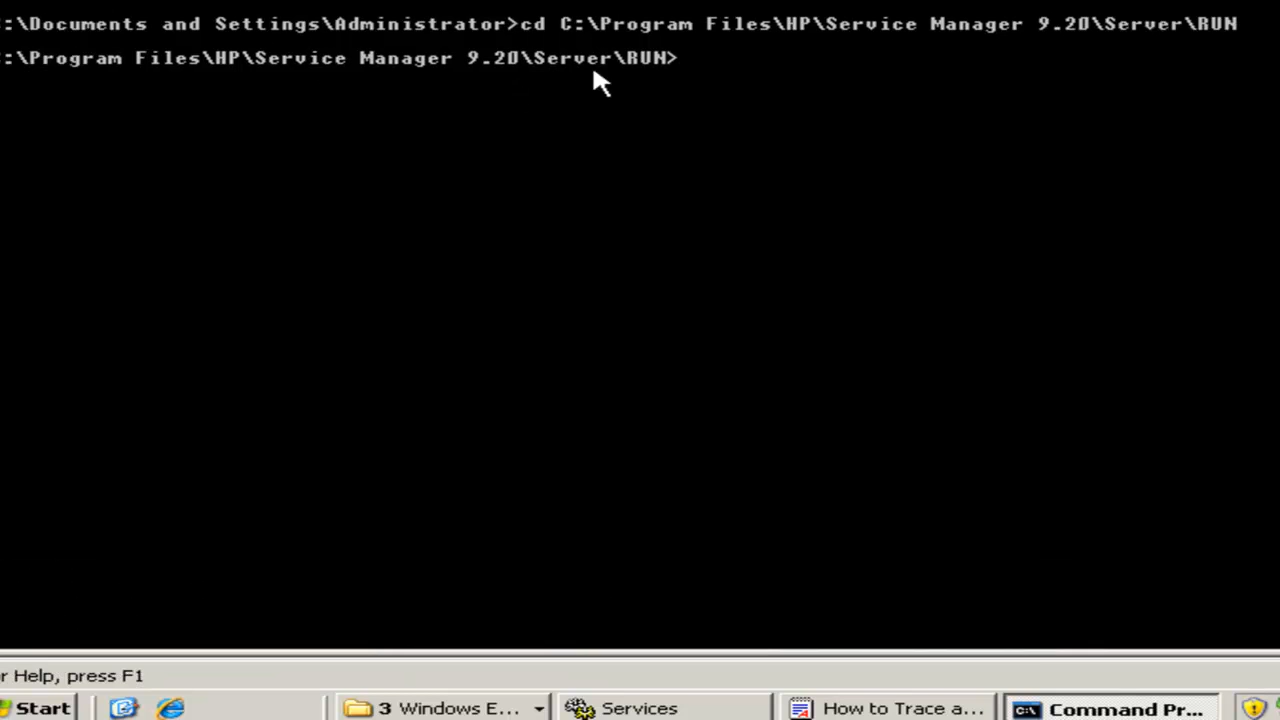 :\Documents and Settings\Administrator>cd C:\Program Files\HP\Service Manager 9.20\Server\RUN
:\Program Files\HP\Service Manager 9.20\Server\RUN>
r Help, press F1
Start
3 Windows E...
Services
How to Trace a...
C:\
Command Pr...